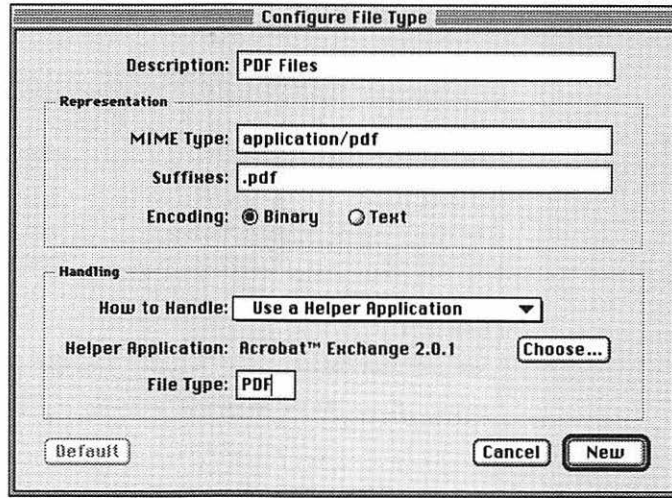 Configure File Type
Description: PDF Files
Representation
MIME Type: application/pdf
Suffixes: .pdf
Encoding: Binary Text
Handling
How to Handle: Use a Helper Application
Helper Application: Acrobat™ Exchange 2.0.1 Choose...
File Type: PDF
Default Cancel New